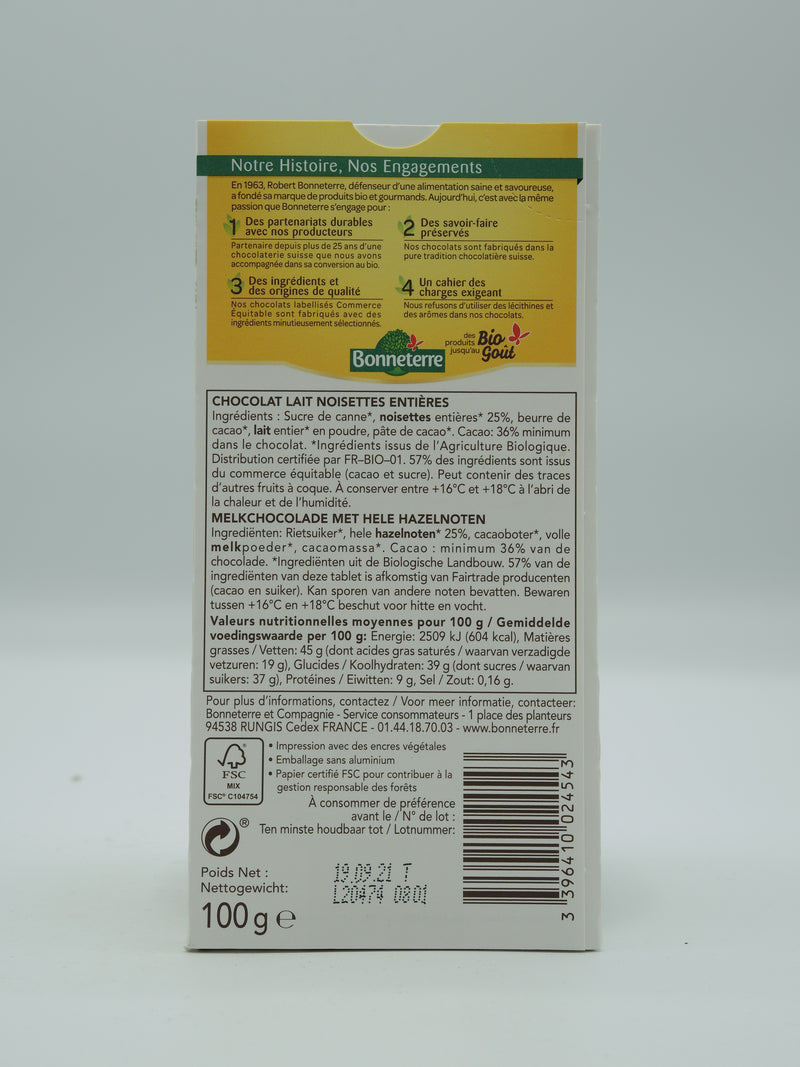 Notre Histoire, Nos Engagements
En 1963, Robert Bonneterre, défenseur d'une alimentation saine et savoureuse,
a fondé sa marque de produits bio et gourmands. Aujourd'hui, c'est avec la même
passion que Bonneterre s'engage pour :
1 Des partenariats durables
avec nos producteurs
Partenaire depuis plus de 25 ans d'une
chocolaterie suisse que nous avons
accompagnée dans sa conversion au bio.
2 Des savoir-faire
préservés
Nos chocolats sont fabriqués dans la
pure tradition chocolatière suisse.
3 Des ingrédients et
des origines de qualité
Nos chocolats labellisés Commerce
Équitable sont fabriqués avec des
ingrédients minutieusement sélectionnés.
4 Un cahier des
charges exigeant
Nous refusons d'utiliser des lécithines et
des arômes dans nos chocolats.
Bonneterre
des produits Bio
jusqu'au Goût
CHOCOLAT LAIT NOISETTES ENTIÈRES
Ingrédients : Sucre de canne*, noisettes entières* 25%, beurre de
cacao*, lait entier* en poudre, pâte de cacao*. Cacao: 36% minimum
dans le chocolat. *Ingrédients issus de l'Agriculture Biologique.
Distribution certifiée par FR-BIO-01. 57% des ingrédients sont issus
du commerce équitable (cacao et sucre). Peut contenir des traces
d'autres fruits à coque. À conserver entre +16°C et +18°C à l'abri de
la chaleur et de l'humidité.
MELKCHOCOLADE MET HELE HAZELNOTEN
Ingrediënten: Rietsuiker*, hele hazelnoten* 25%, cacaoboter*, volle
melkpoeder*, cacaomassa*. Cacao : minimum 36% van de
chocolade. *Ingrediënten uit de Biologische Landbouw. 57% van de
ingrediënten van deze tablet is afkomstig van Fairtrade producenten
(cacao en suiker). Kan sporen van andere noten bevatten. Bewaren
tussen +16°C en +18°C beschut voor hitte en vocht.
Valeurs nutritionnelles moyennes pour 100 g / Gemiddelde
voedingswaarde per 100 g: Energie: 2509 kJ (604 kcal), Matières
grasses / Vetten: 45 g (dont acides gras saturés / waarvan verzadigde
vetzuren: 19 g), Glucides / Koolhydraten: 39 g (dont sucres / waarvan
suikers: 37 g), Protéines / Eiwitten: 9 g, Sel / Zout: 0,16 g.
Pour plus d'informations, contactez / Voor meer informatie, contacteer:
Bonneterre et Compagnie - Service consommateurs - 1 place des planteurs
94538 RUNGIS Cedex FRANCE - 01.44.18.70.03 - www.bonneterre.fr
FSC
MIX
FSC® C104754
• Impression avec des encres végétales
• Emballage sans aluminium
• Papier certifié FSC pour contribuer à la
gestion responsable des forêts
À consommer de préférence
avant le / N° de lot :
Ten minste houdbaar tot / Lotnummer:
®
Poids Net :
Nettogewicht:
100 g e
19.09.21 T
L20474 0801
3 396410 024543